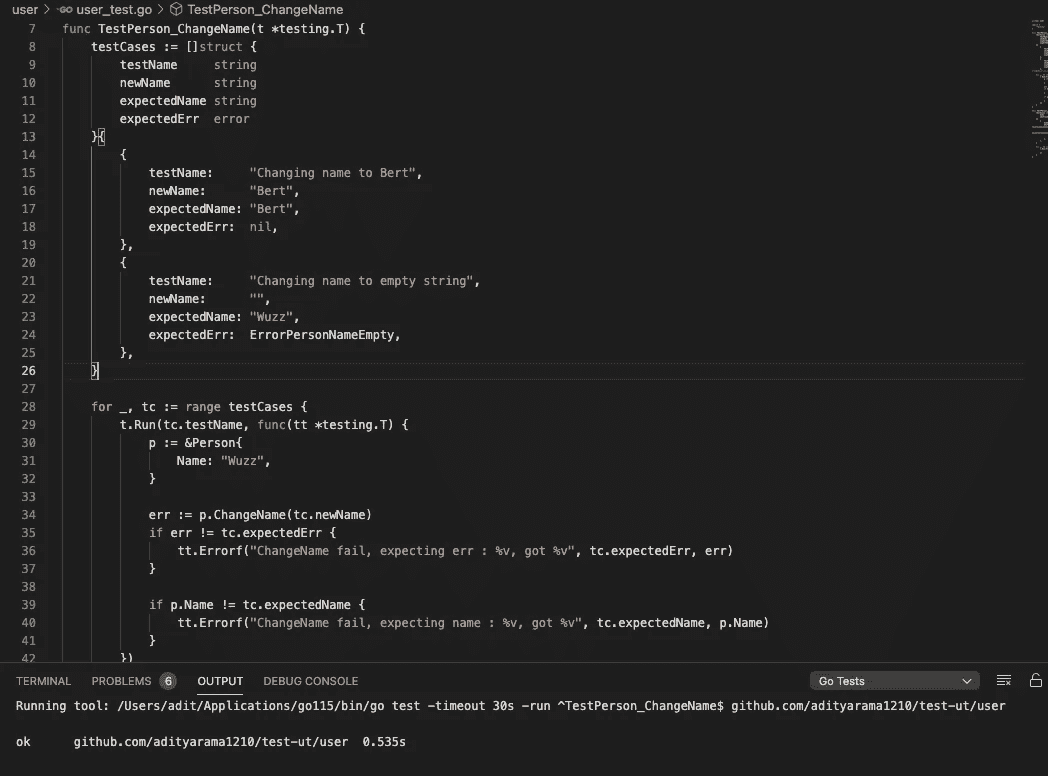 user > user_test.go > TestPerson_ChangeName
7 func TestPerson_ChangeName(t *testing.T) {
8     testCases := []struct {
9         testName     string
10         newName      string
11         expectedName string
12         expectedErr  error
13     }{
14         {
15             testName:     "Changing name to Bert",
16             newName:      "Bert",
17             expectedName: "Bert",
18             expectedErr:  nil,
19         },
20         {
21             testName:     "Changing name to empty string",
22             newName:      "",
23             expectedName: "Wuzz",
24             expectedErr:  ErrorPersonNameEmpty,
25         },
26     }
27
28     for _, tc := range testCases {
29         t.Run(tc.testName, func(tt *testing.T) {
30             p := &Person{
31                 Name: "Wuzz",
32             }
33
34             err := p.ChangeName(tc.newName)
35             if err != tc.expectedErr {
36                 tt.Errorf("ChangeName fail, expecting err : %v, got %v", tc.expectedErr, err)
37             }
38
39             if p.Name != tc.expectedName {
40                 tt.Errorf("ChangeName fail, expecting name : %v, got %v", tc.expectedName, p.Name)
41             }
42         })
TERMINAL PROBLEMS 6 OUTPUT DEBUG CONSOLE Go Tests
Running tool: /Users/adit/Applications/go115/bin/go test -timeout 30s -run ^TestPerson_ChangeName$ github.com/adityarama1210/test-ut/user
ok      github.com/adityarama1210/test-ut/user  0.535s